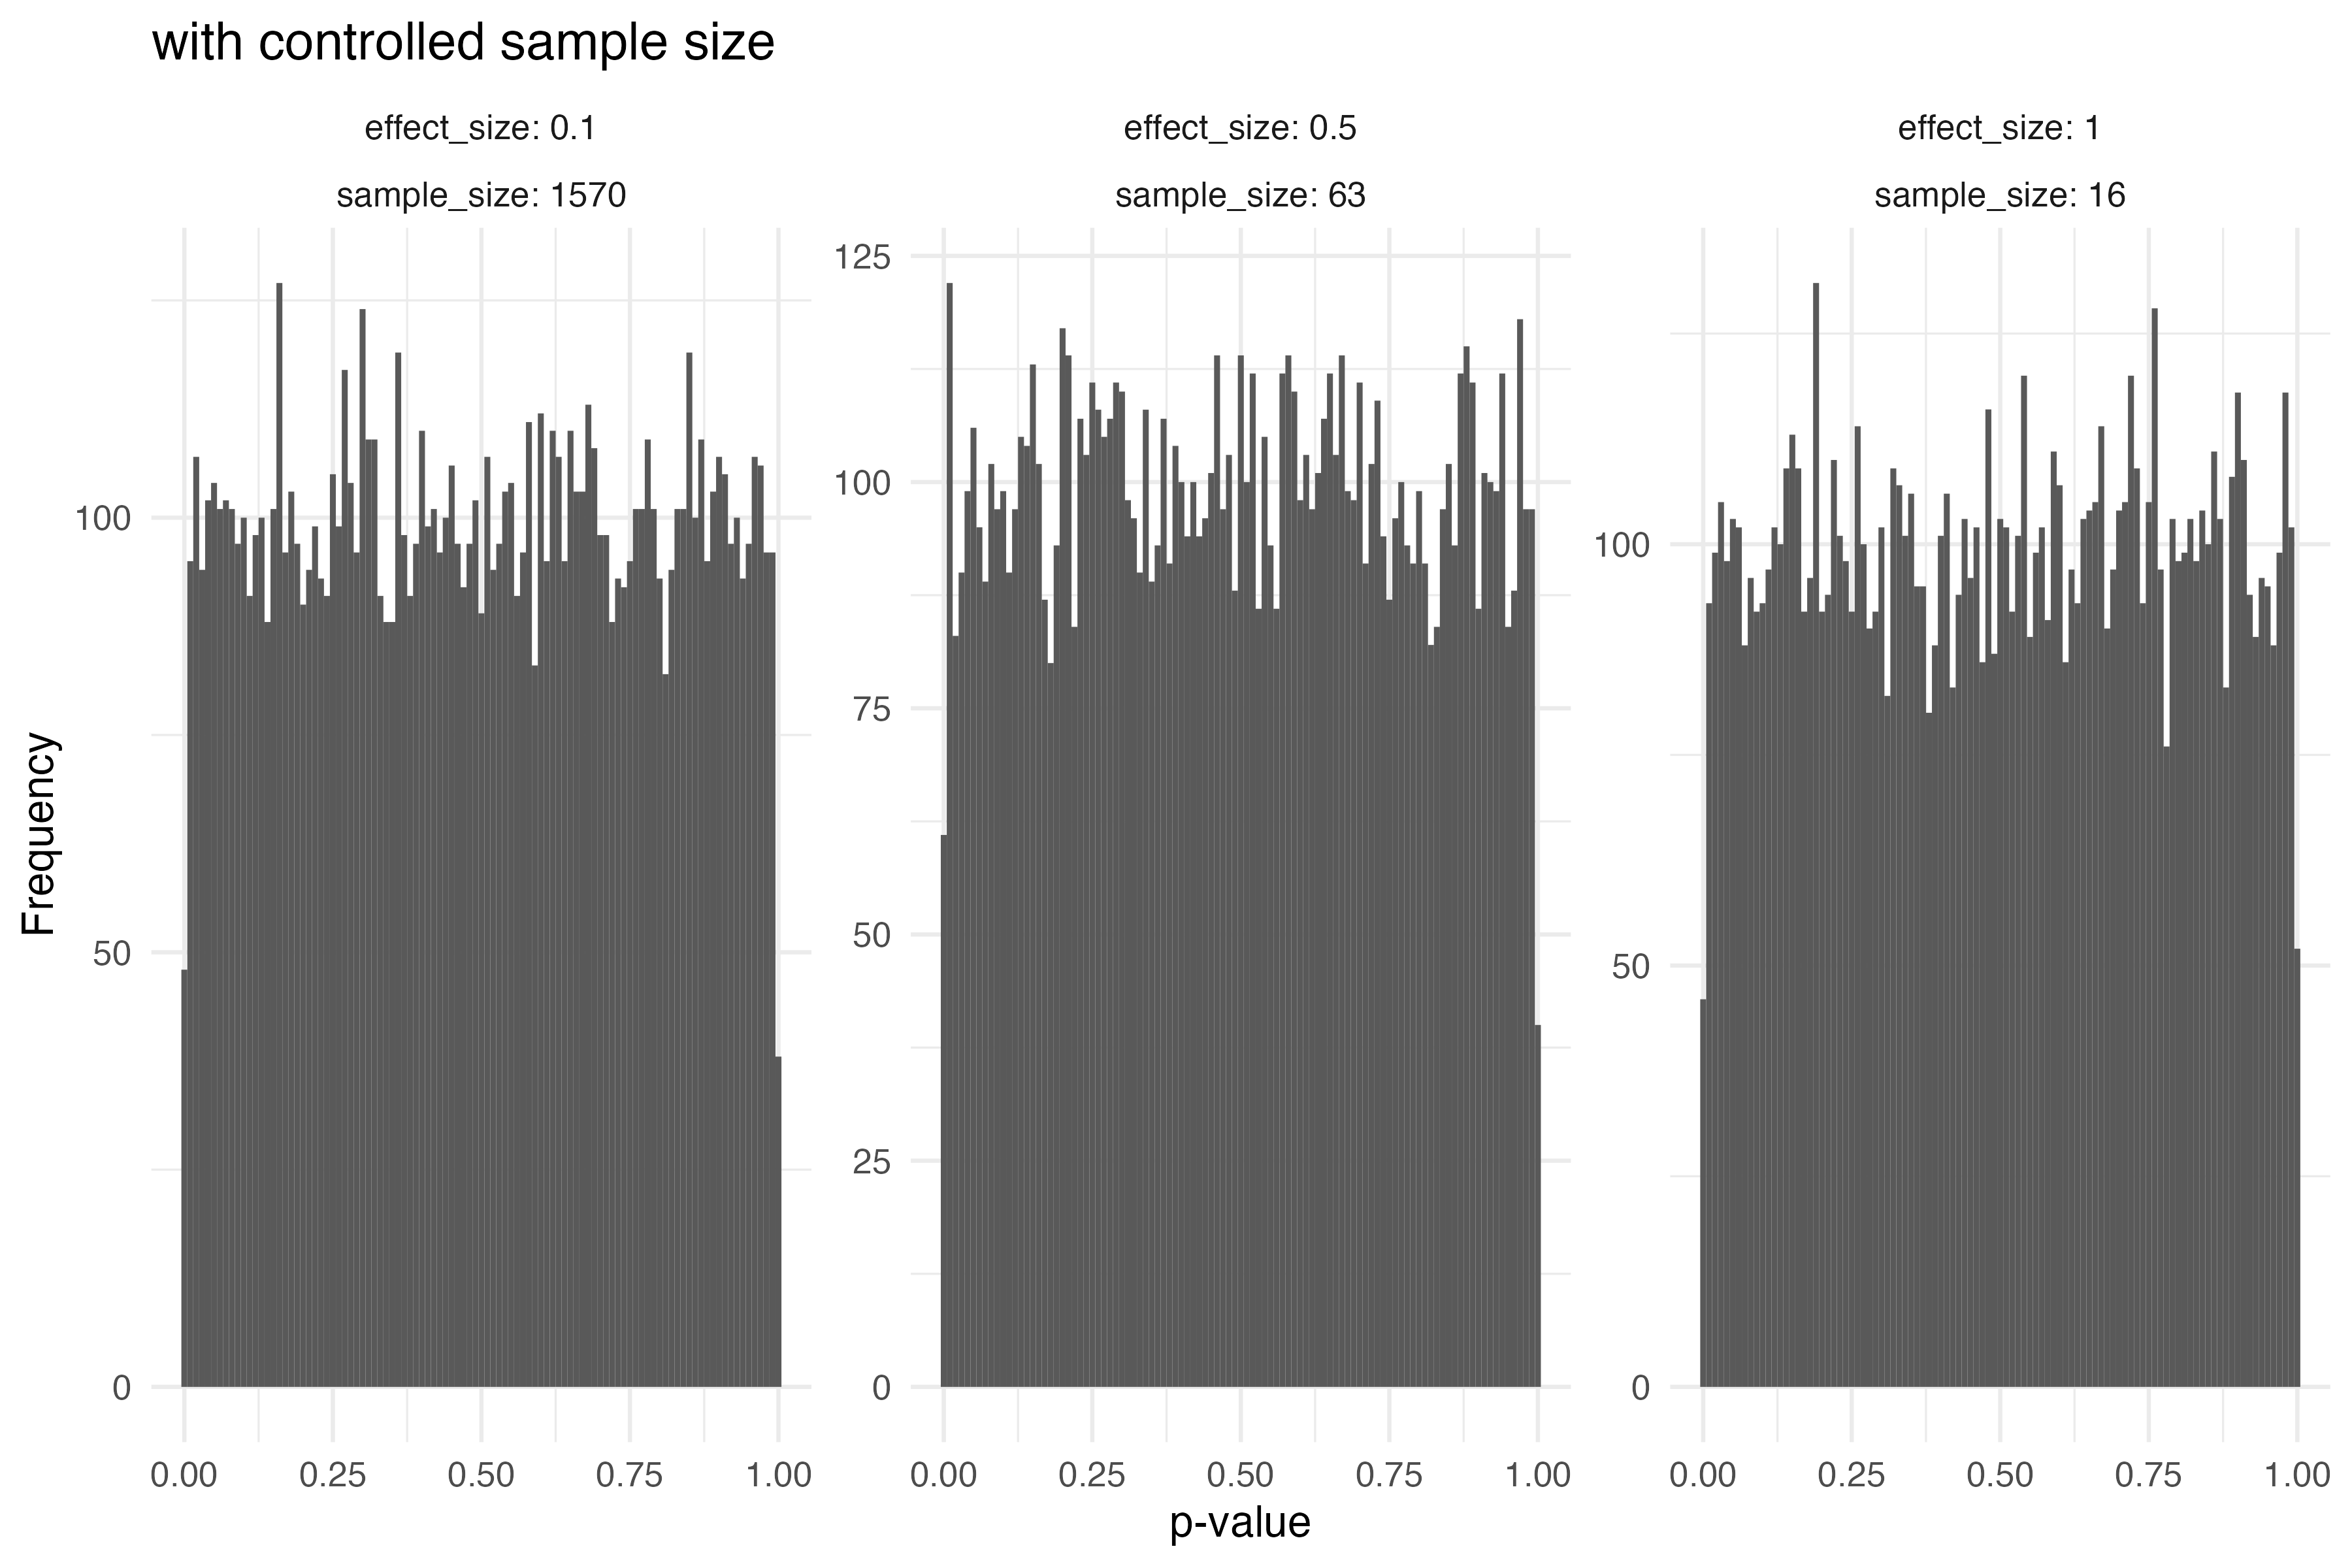 with controlled sample size
effect_size: 0.1
sample_size: 1570
effect_size: 0.5
sample_size: 63
effect_size: 1
sample_size: 16
Frequency
100
50
0
125
100
75
50
25
0
100
50
0
0.00 0.25 0.50 0.75 1.00
0.00 0.25 0.50 0.75 1.00
0.00 0.25 0.50 0.75 1.00
p-value